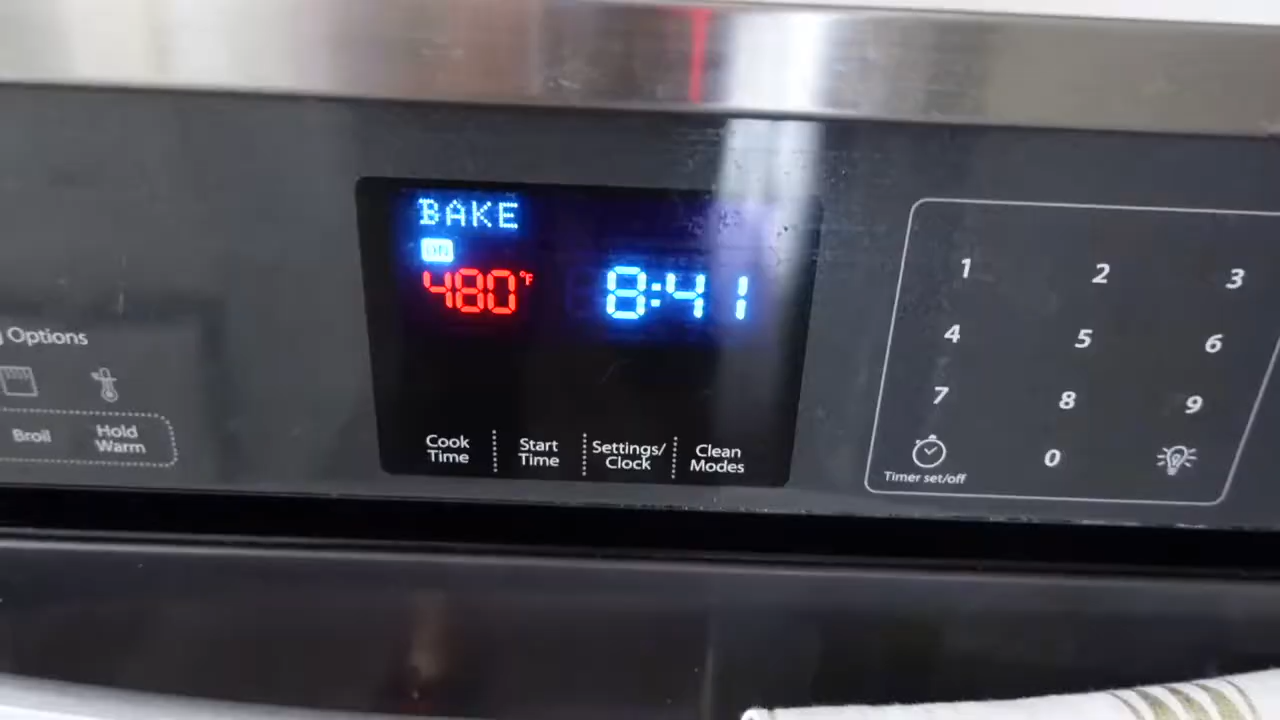 BAKE
ON
480°F 8:41
Options
Broil
Hold
Warm
Cook
Time
Start
Time
Settings/
Clock
Clean
Modes
1 2 3
4 5 6
7 8 9
0
Timer set/off